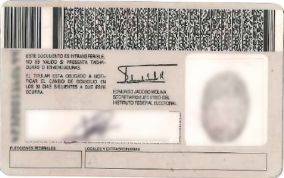 ESTE DOCUMENTO ES INTRANSFERIBLE,
NO ES VALIDO SI PRESENTA TACHA-
DURAS O ENMENDADURAS.
EL TITULAR ESTA OBLIGADO A NOTI-
FICAR EL CAMBIO DE DOMICILIO EN
LOS 30 DIAS SIGUIENTES A QUE ESTE
OCURRA.
EDMUNDO JACOBO MOLINA
SECRETARIO EJECUTIVO DEL
INSTITUTO FEDERAL ELECTORAL
ELECCIONES FEDERALES
LOCALES Y EXTRAORDINARIAS